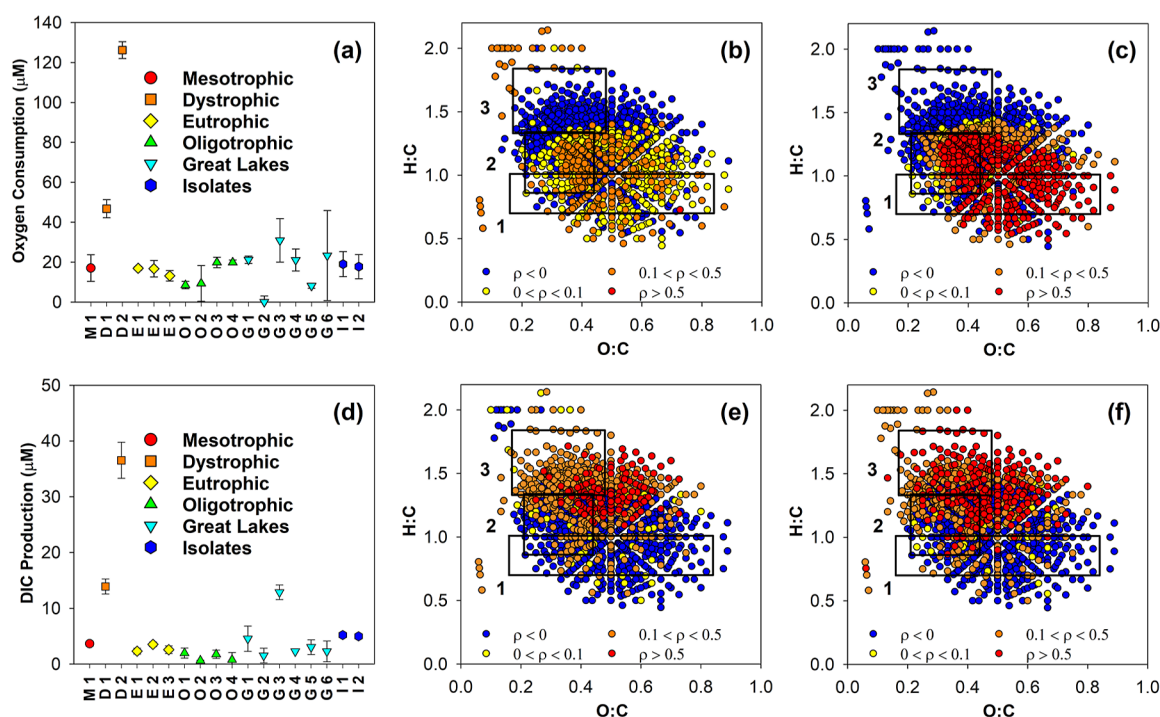 (a)
Oxygen Consumption (μM)
140
120
100
80
60
40
20
0
Mesotrophic
Dystrophic
Eutrophic
Oligotrophic
Great Lakes
Isolates
M 1
D 1
D 2
E 1
E 2
E 3
O 1
O 2
O 3
O 4
G 1
G 2
G 3
G 4
G 5
G 6
I 1
I 2
(b)
H:C
2.0
1.5
1.0
0.5
0.0
3
2
1
ρ < 0
0.1 < ρ < 0.5
0 < ρ < 0.1
ρ > 0.5
0.0 0.2 0.4 0.6 0.8 1.0
O:C
(c)
H:C
2.0
1.5
1.0
0.5
0.0
3
2
1
ρ < 0
0.1 < ρ < 0.5
0 < ρ < 0.1
ρ > 0.5
0.0 0.2 0.4 0.6 0.8 1.0
O:C
(d)
DIC Production (μM)
50
40
30
20
10
0
Mesotrophic
Dystrophic
Eutrophic
Oligotrophic
Great Lakes
Isolates
M 1
D 1
D 2
E 1
E 2
E 3
O 1
O 2
O 3
O 4
G 1
G 2
G 3
G 4
G 5
G 6
I 1
I 2
(e)
H:C
2.0
1.5
1.0
0.5
0.0
3
2
1
ρ < 0
0.1 < ρ < 0.5
0 < ρ < 0.1
ρ > 0.5
0.0 0.2 0.4 0.6 0.8 1.0
O:C
(f)
H:C
2.0
1.5
1.0
0.5
0.0
3
2
1
ρ < 0
0.1 < ρ < 0.5
0 < ρ < 0.1
ρ > 0.5
0.0 0.2 0.4 0.6 0.8 1.0
O:C